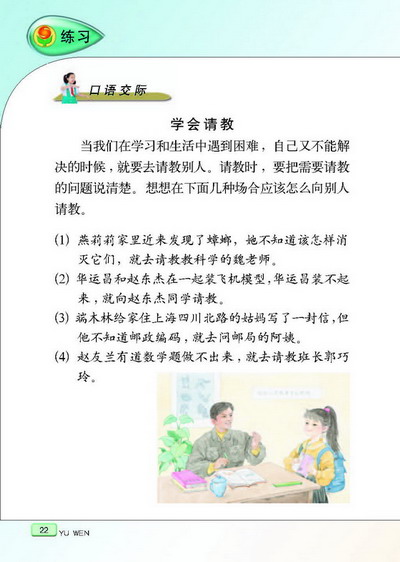 练习
口语交际
学会请教
当我们在学习和生活中遇到困难，自己又不能解
决的时候，就要去请教别人。请教时，要把需要请教
的问题说清楚。想想在下面几种场合应该怎么向别人
请教。
(1) 燕莉莉家里近来发现了蟑螂，她不知道该怎样消
灭它们，就去请教教科学的魏老师。
(2) 华运昌和赵东杰在一起装飞机模型，华运昌装不起
来，就向赵东杰同学请教。
(3) 端木林给家住上海四川北路的姑妈写了一封信，但
他不知道邮政编码，就去问邮局的阿姨。
(4) 赵友兰有道数学题做不出来，就去请教班长郭巧
玲。
22
YU WEN